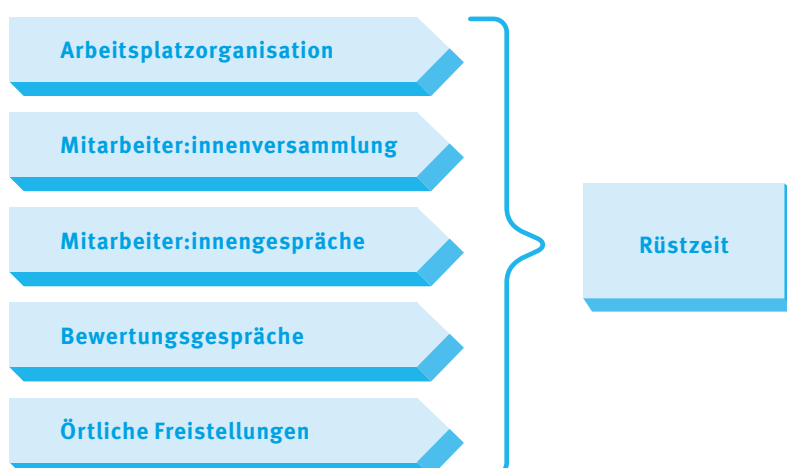 Arbeitsplatzorganisation
Mitarbeiter:innenversammlung
Mitarbeiter:innengespräche
Rüstzeit
Bewertungsgespräche
Örtliche Freistellungen